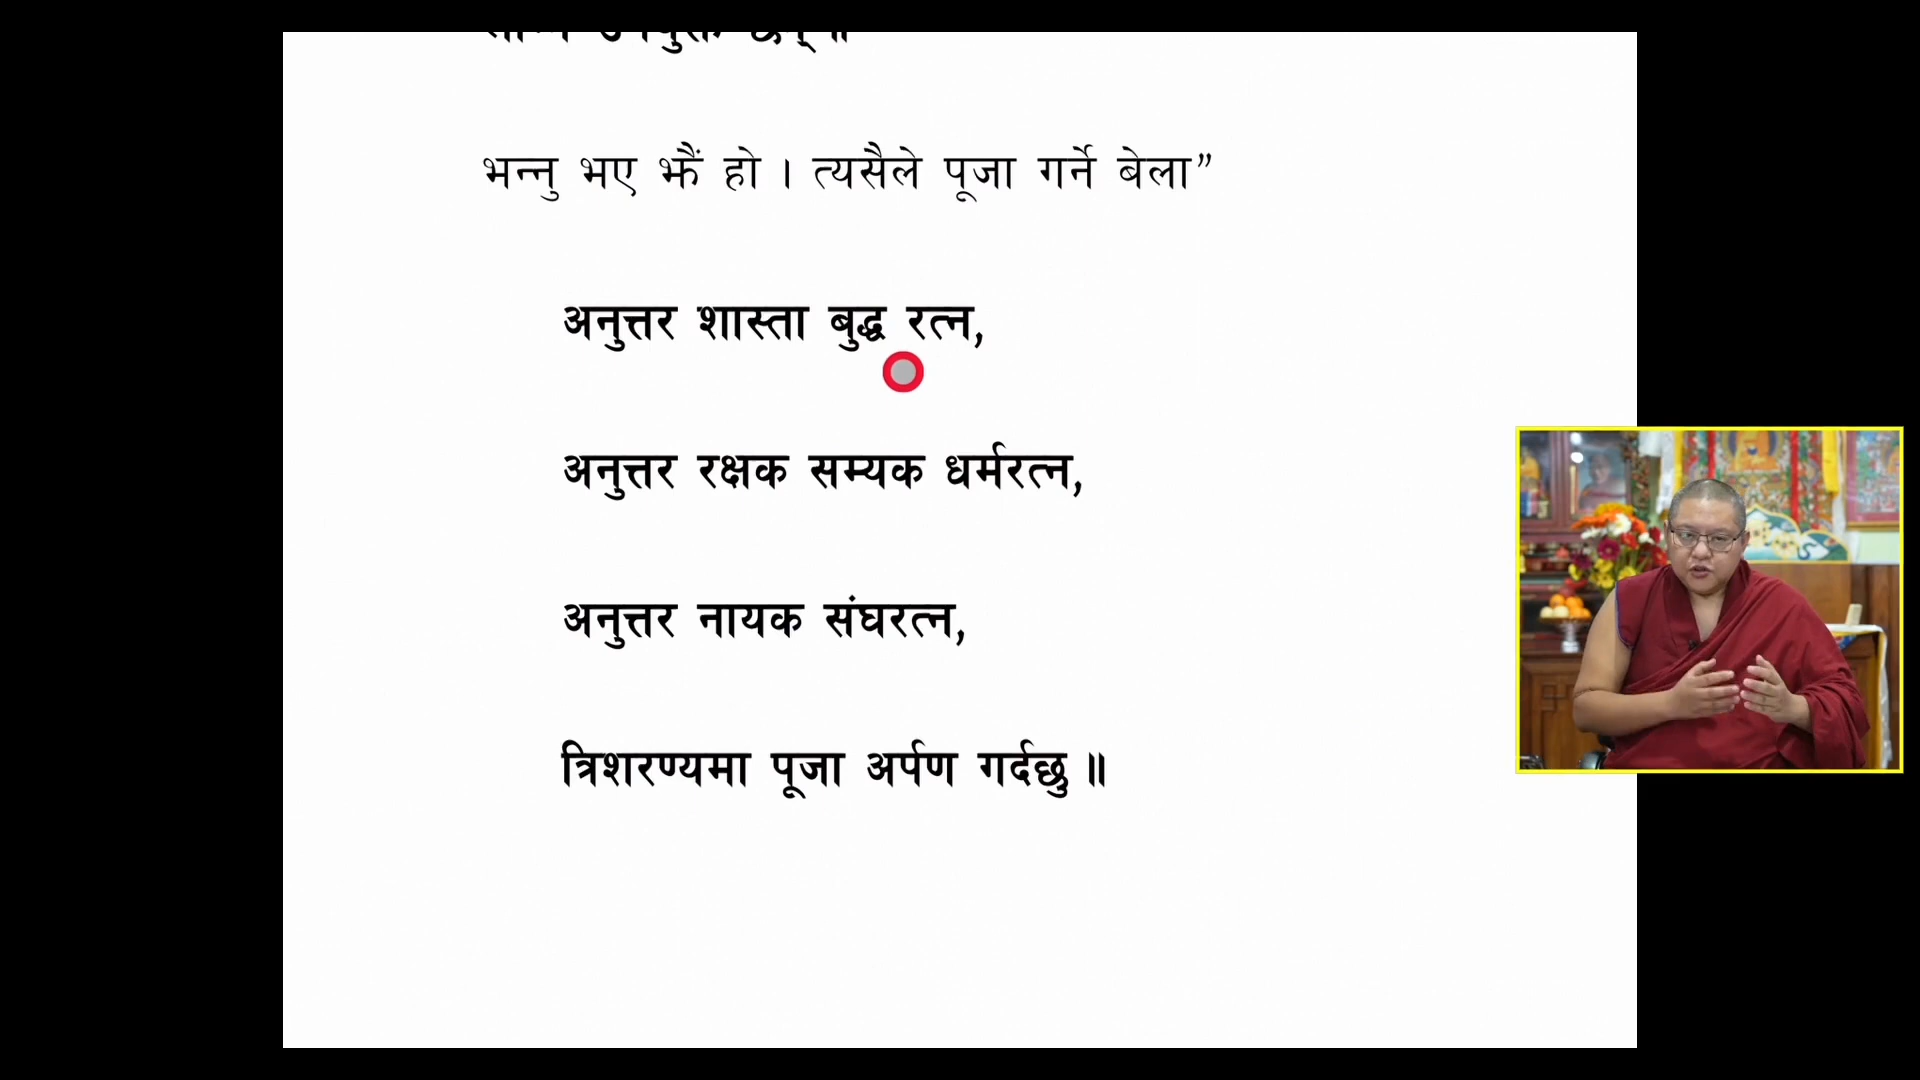 भन्नु भए झैं हो । त्यसैले पूजा गर्ने बेला”
अनुत्तर शास्ता बुद्ध रत्न,
अनुत्तर रक्षक सम्यक धर्मरत्न,
अनुत्तर नायक संघरत्न,
त्रिशरण्यमा पूजा अर्पण गर्दछु ॥